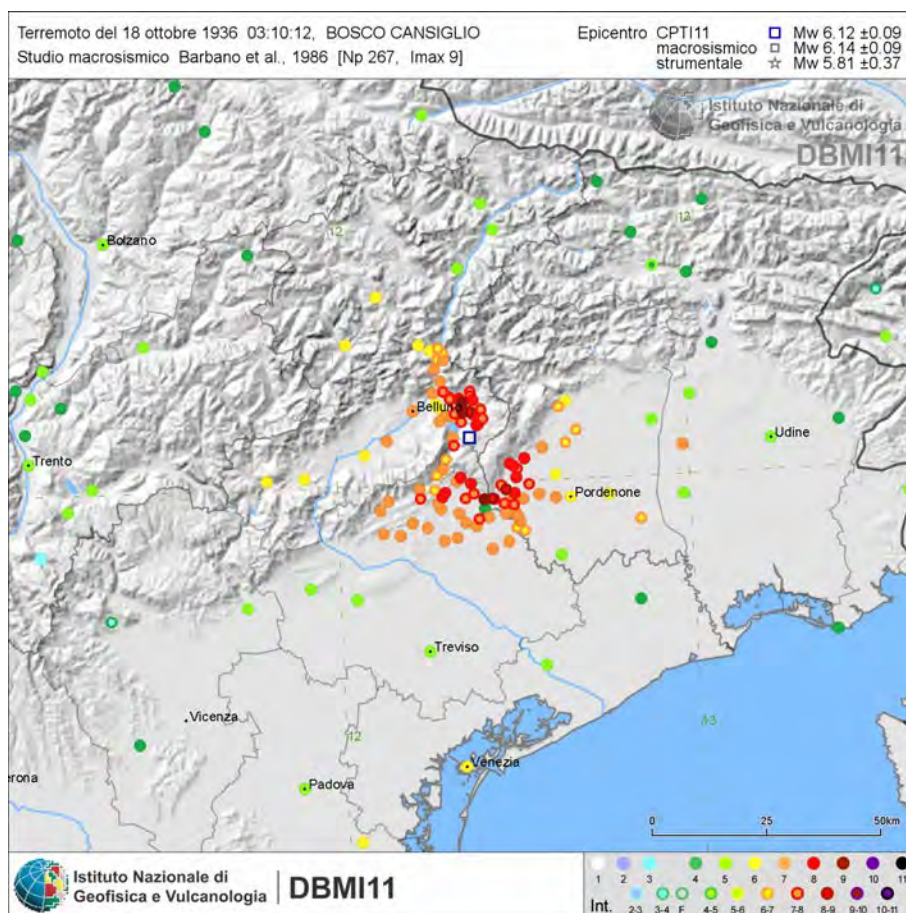 Terremoto del 18 ottobre 1936 03:10:12, BOSCO CANSIGLIO
Studio macrosismico Barbano et al., 1986 [Np 267, Imax 9]
Epicentro CPTI11 Mw 6.12 ±0.09
macrosismico Mw 6.14 ±0.09
strumentale Mw 5.81 ±0.37
Istituto Nazionale di
Geofisica e Vulcanologia
DBMI11
12
12
Bolzano
Belluno
Udine
Trento
Pordenone
Treviso
Vicenza
12
Venezia
Padova
erona
0 25 50km
Istituto Nazionale di
Geofisica e Vulcanologia
DBMI11
1 2 3 4 5 6 7 8 9 10 11
Int. 2-3 3-4 F 4-5 5-6 6-7 7-8 8-9 9-10 10-11